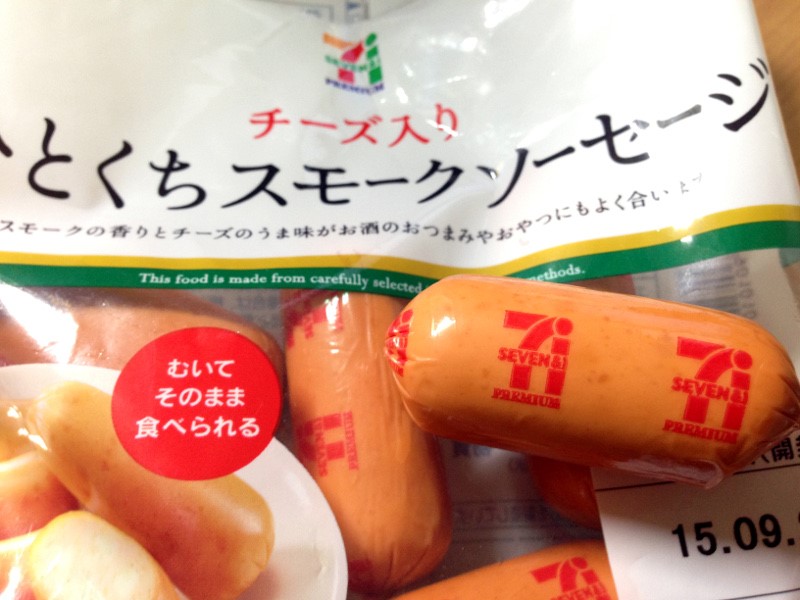 SEVEN&i
PREMIUM
チーズ入り
ひとくちスモークソーセージ
スモークの香りとチーズのうま味がお酒のおつまみやおやつにもよく合い
This food is made from carefully selected
methods.
むいて
そのまま
食べられる
SEVEN&i
PREMIUM
SEVEN&i
PREMIUM
15.09.